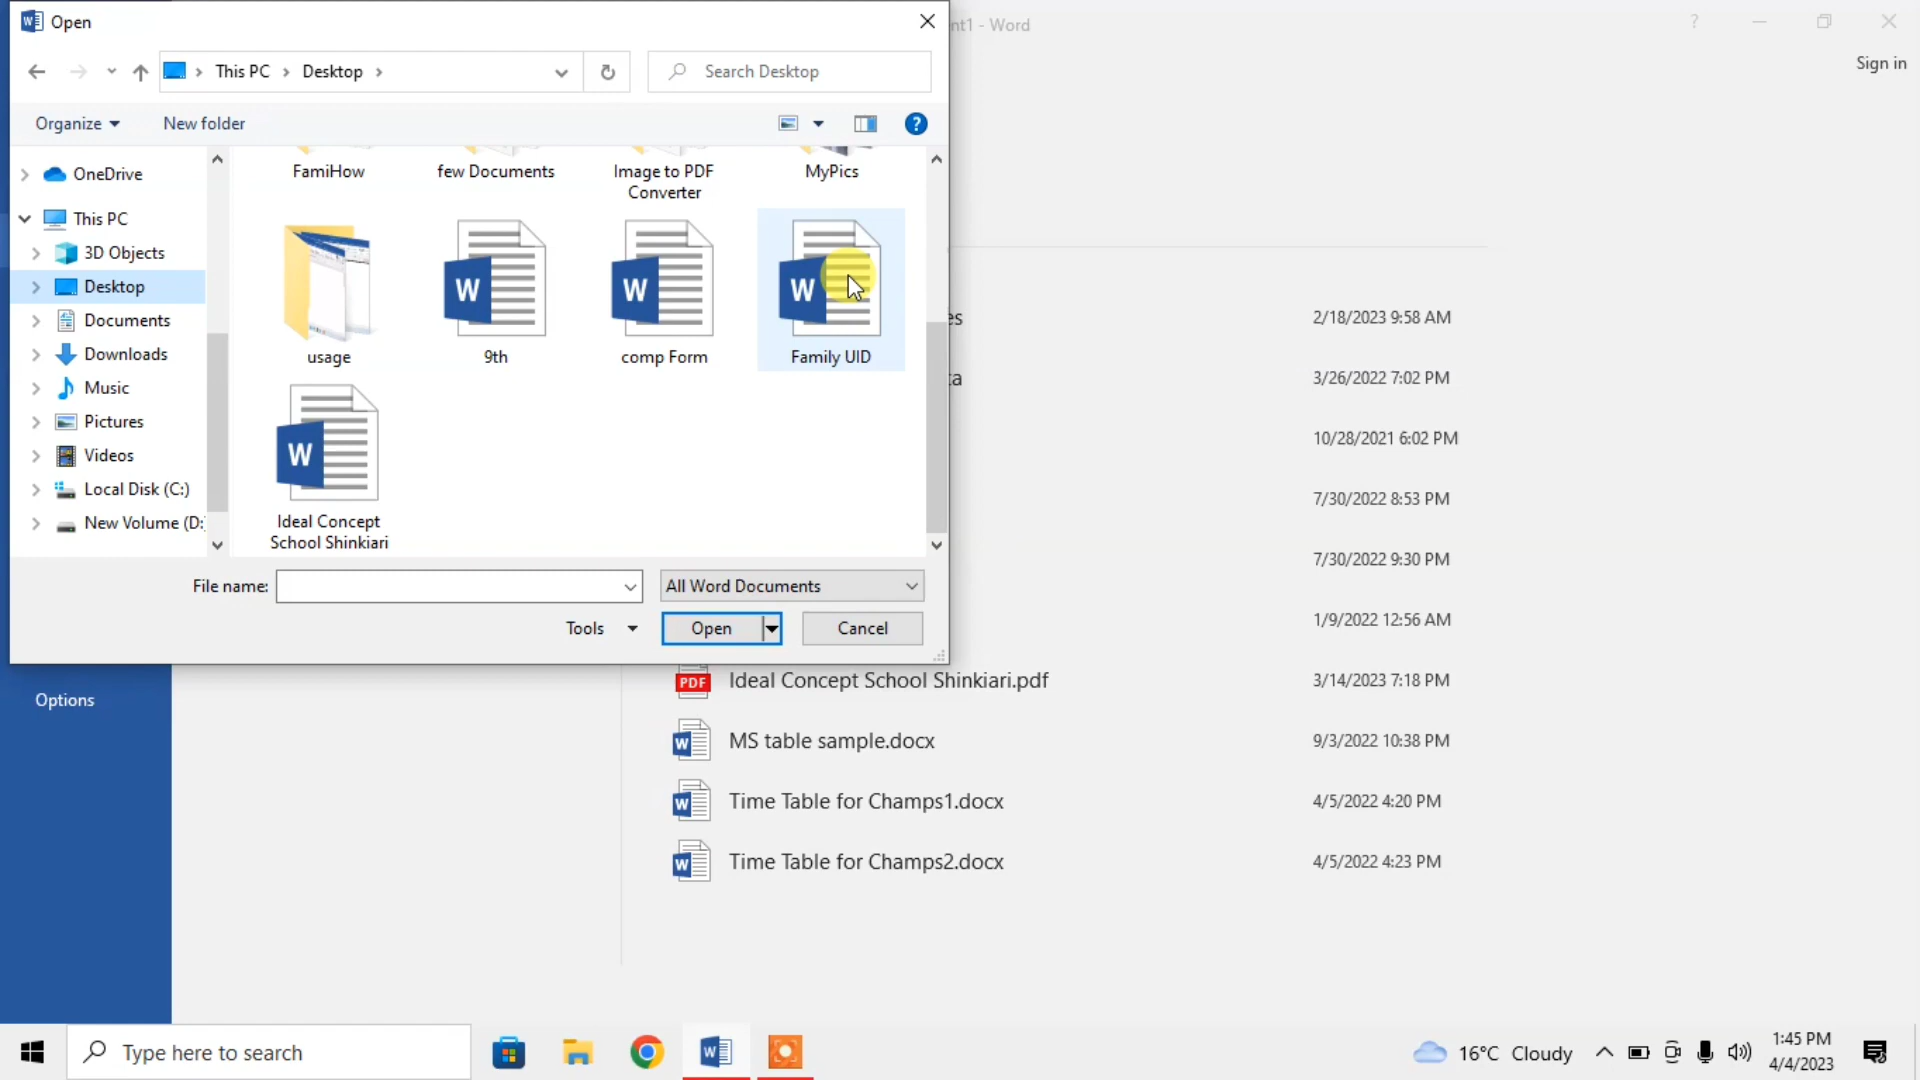 Open
nt1 - Word
?
This PC
Desktop
Search Desktop
Sign in
Organize
New folder
?
OneDrive
This PC
3D Objects
Desktop
Documents
Downloads
Music
Pictures
Videos
Local Disk (C:)
New Volume (D:
FamiHow
few Documents
Image to PDF
Converter
MyPics
W
W
W
usage
9th
comp Form
Family UID
W
Ideal Concept
School Shinkiari
File name:
All Word Documents
Tools
Open
Cancel
Options
es
2/18/2023 9:58 AM
ta
3/26/2022 7:02 PM
10/28/2021 6:02 PM
7/30/2022 8:53 PM
7/30/2022 9:30 PM
1/9/2022 12:56 AM
PDF
Ideal Concept School Shinkiari.pdf
3/14/2023 7:18 PM
MS table sample.docx
9/3/2022 10:38 PM
Time Table for Champs1.docx
4/5/2022 4:20 PM
Time Table for Champs2.docx
4/5/2022 4:23 PM
Type here to search
16°C Cloudy
1:45 PM
4/4/2023